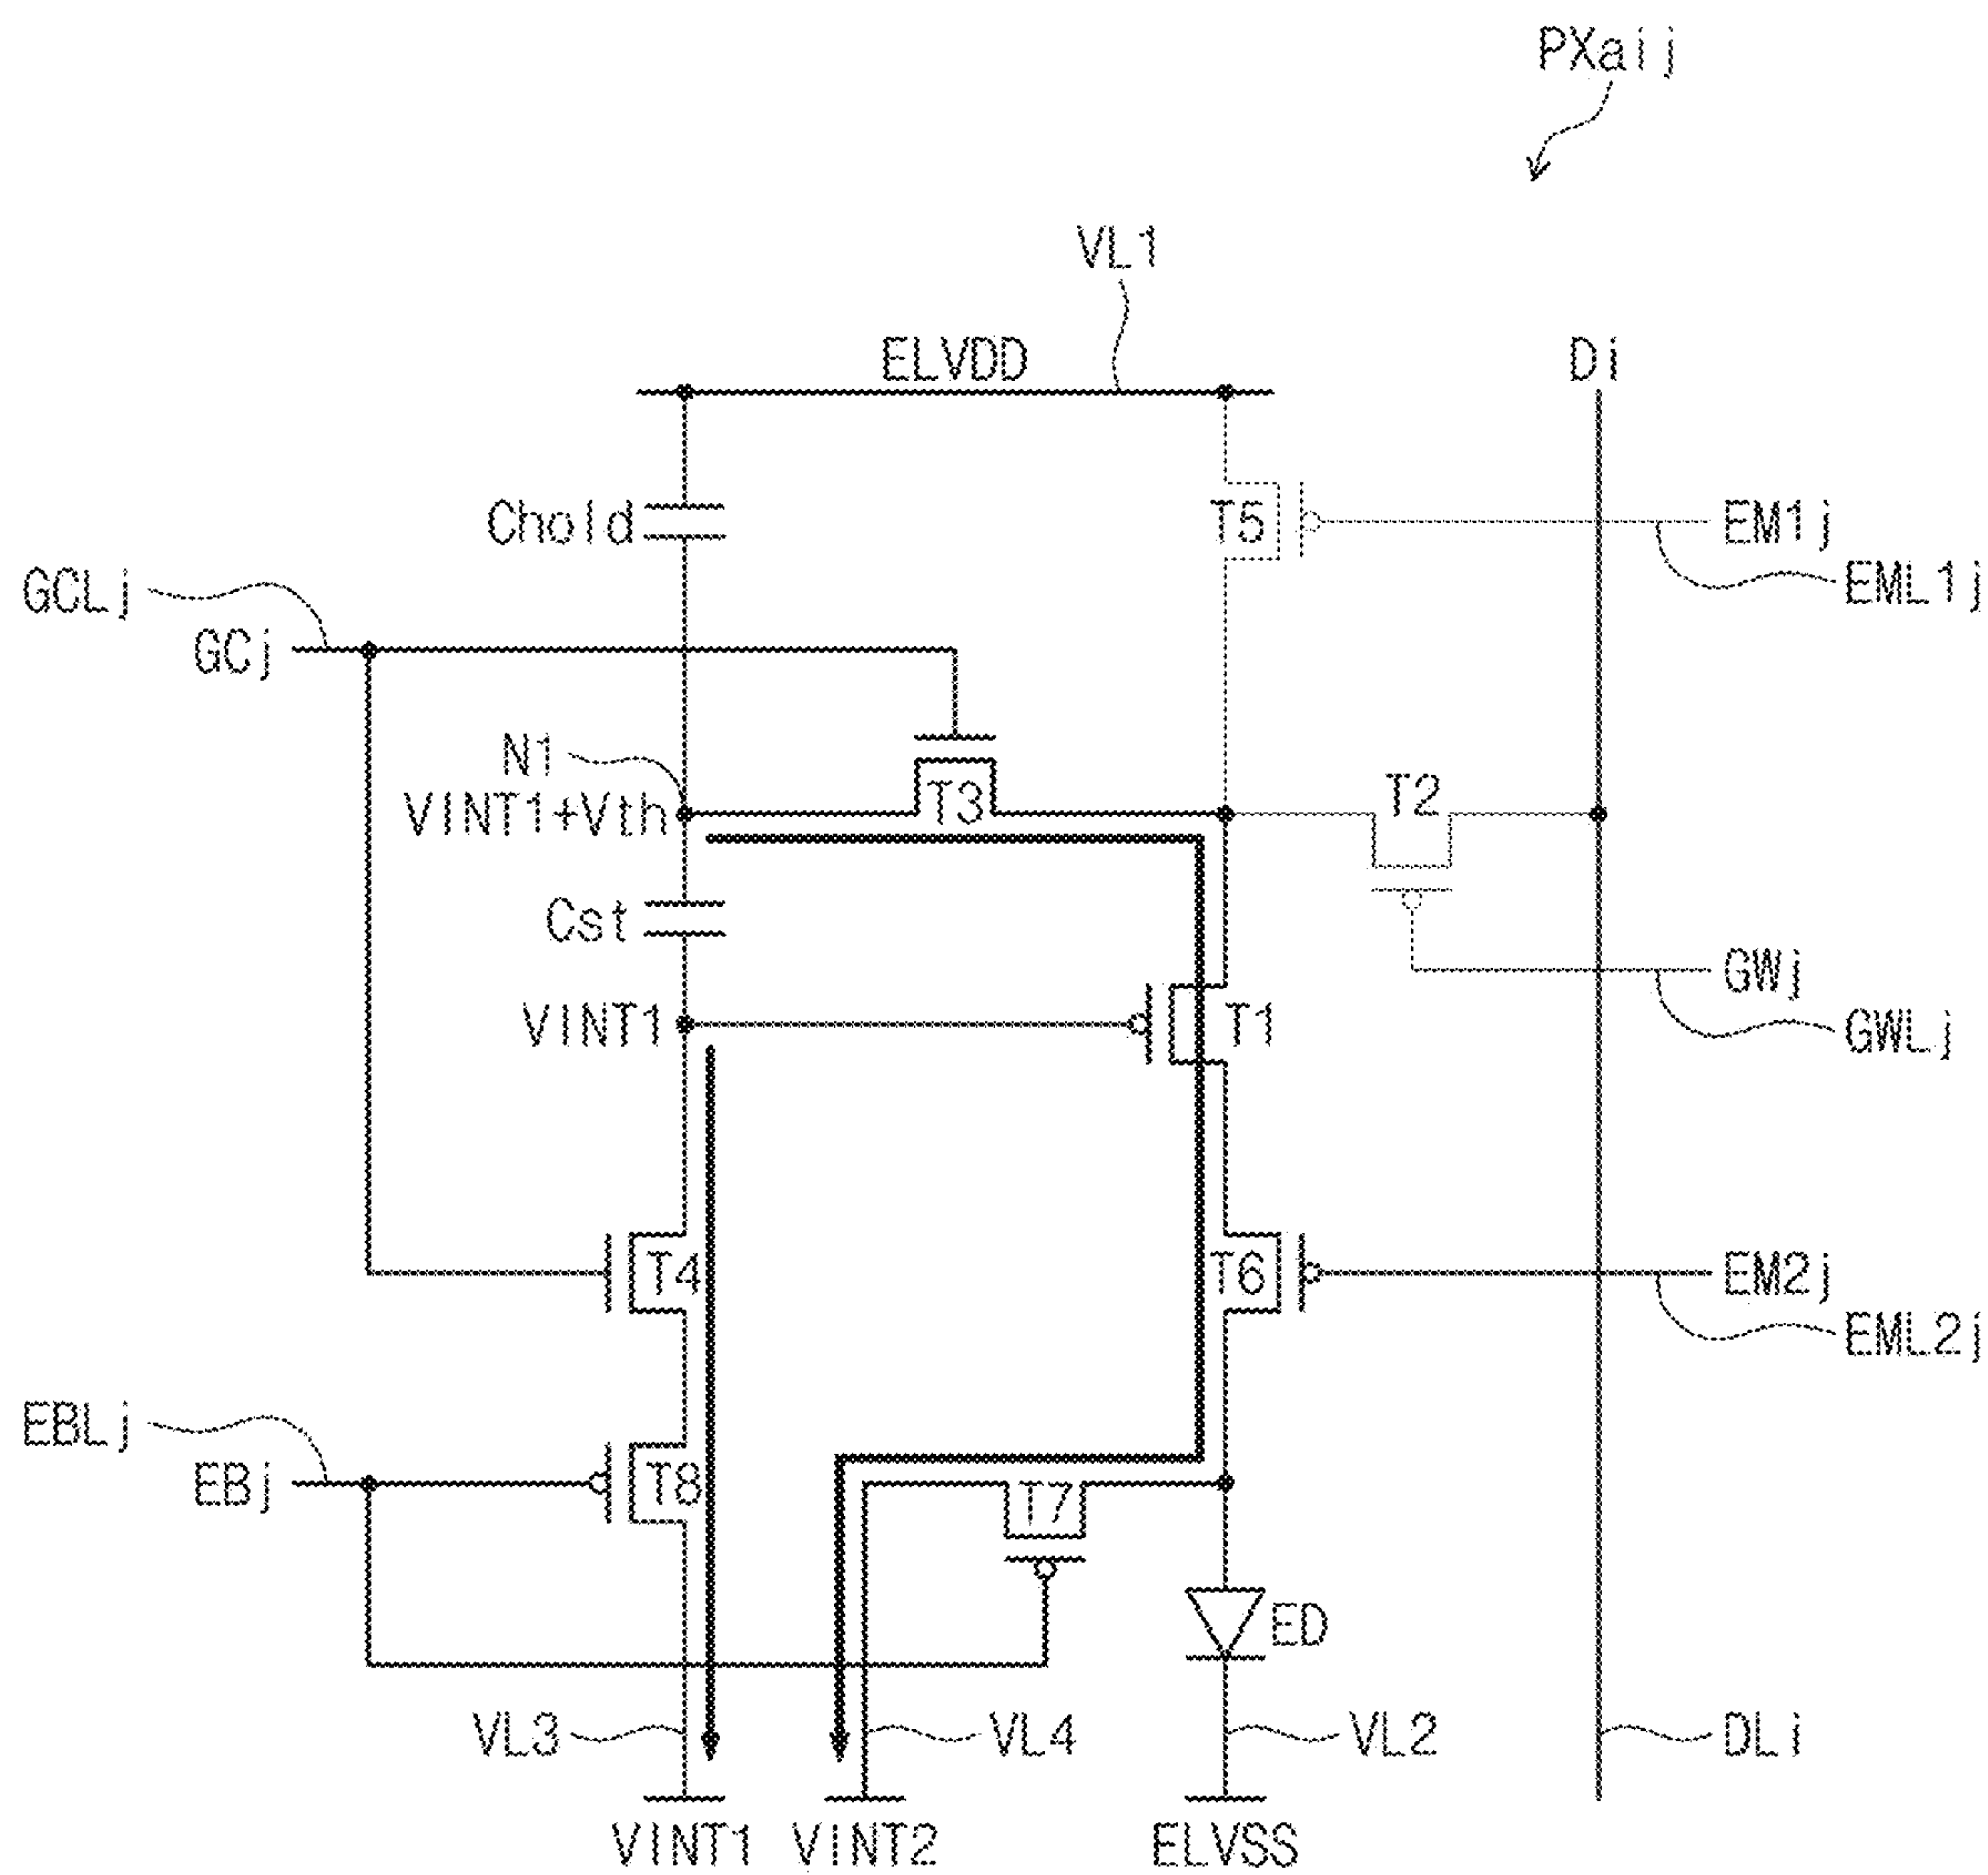 PXaij
VL1
ELVDD
Di
Chold
T5
EM1j
EML1j
GCLj
GCj
N1
VINT1+Vth
T3
T2
Cst
GWj
VINT1
T1
GWLj
T4
T6
EM2j
EML2j
EBLj
EBj
T8
T7
ED
VL3
VL4
VL2
DLi
VINT1
VINT2
ELVSS